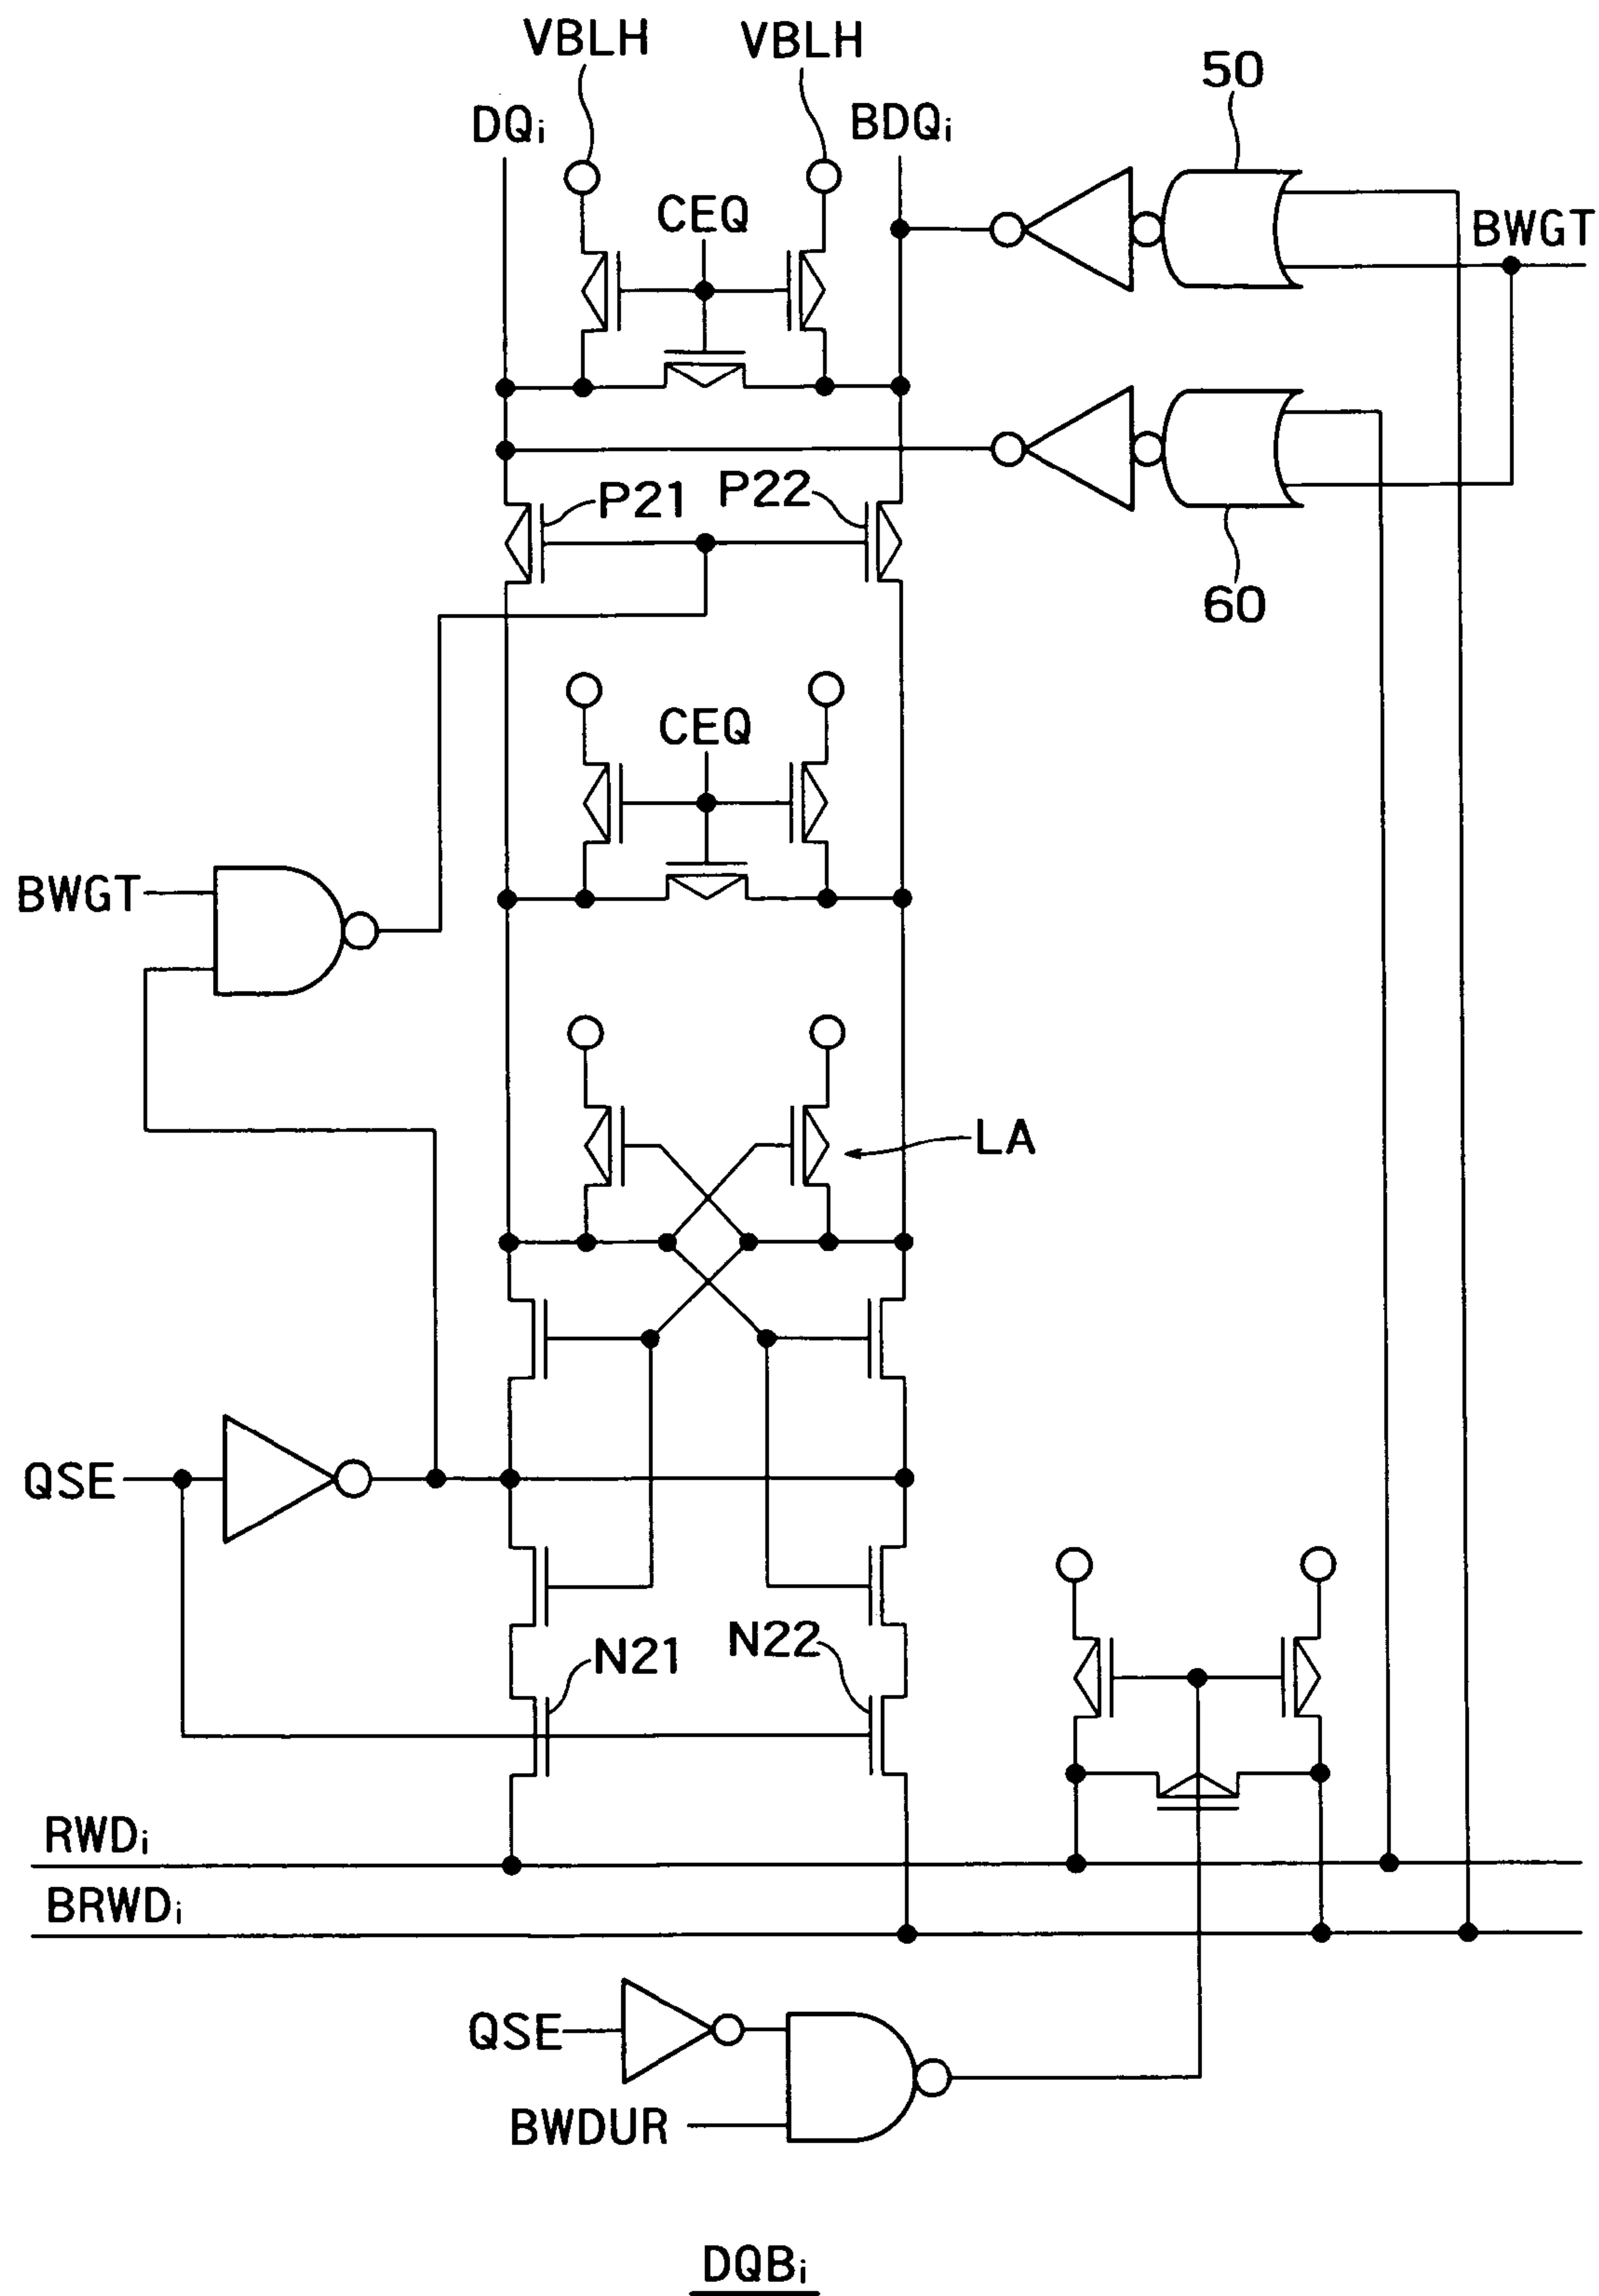 VBLH VBLH
50
DQi BDQi
CEQ
BWGT
P21 P22
60
CEQ
BWGT
LA
QSE
N21 N22
RWDi
BRWDi
QSE
BWDUR
DQBi